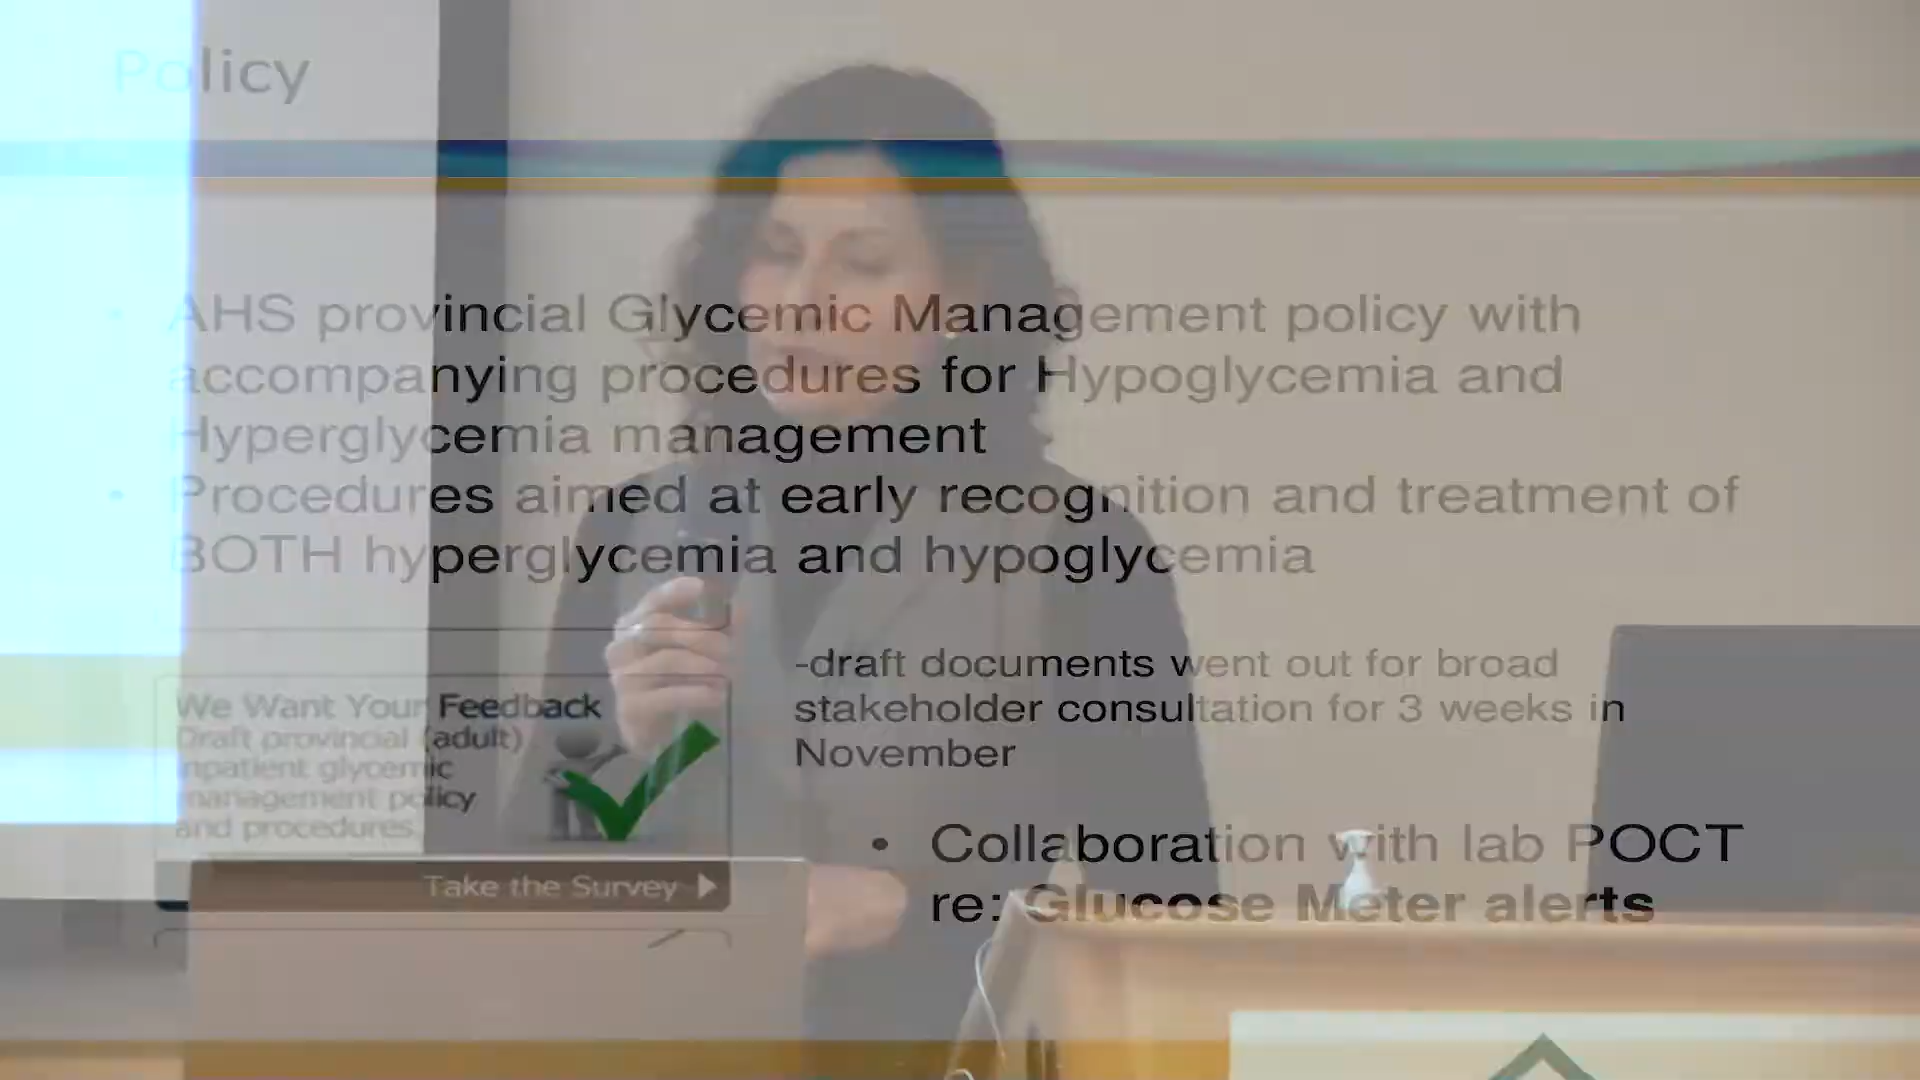 Policy
• AHS provincial Glycemic Management policy with
accompanying procedures for Hypoglycemia and
Hyperglycemia management
• Procedures aimed at early recognition and treatment of
BOTH hyperglycemia and hypoglycemia
-draft documents went out for broad
stakeholder consultation for 3 weeks in
November
We Want Your Feedback
Draft provincial (adult)
inpatient glycemic
management policy
and procedures.
Take the Survey
• Collaboration with lab POCT
re: Glucose Meter alerts